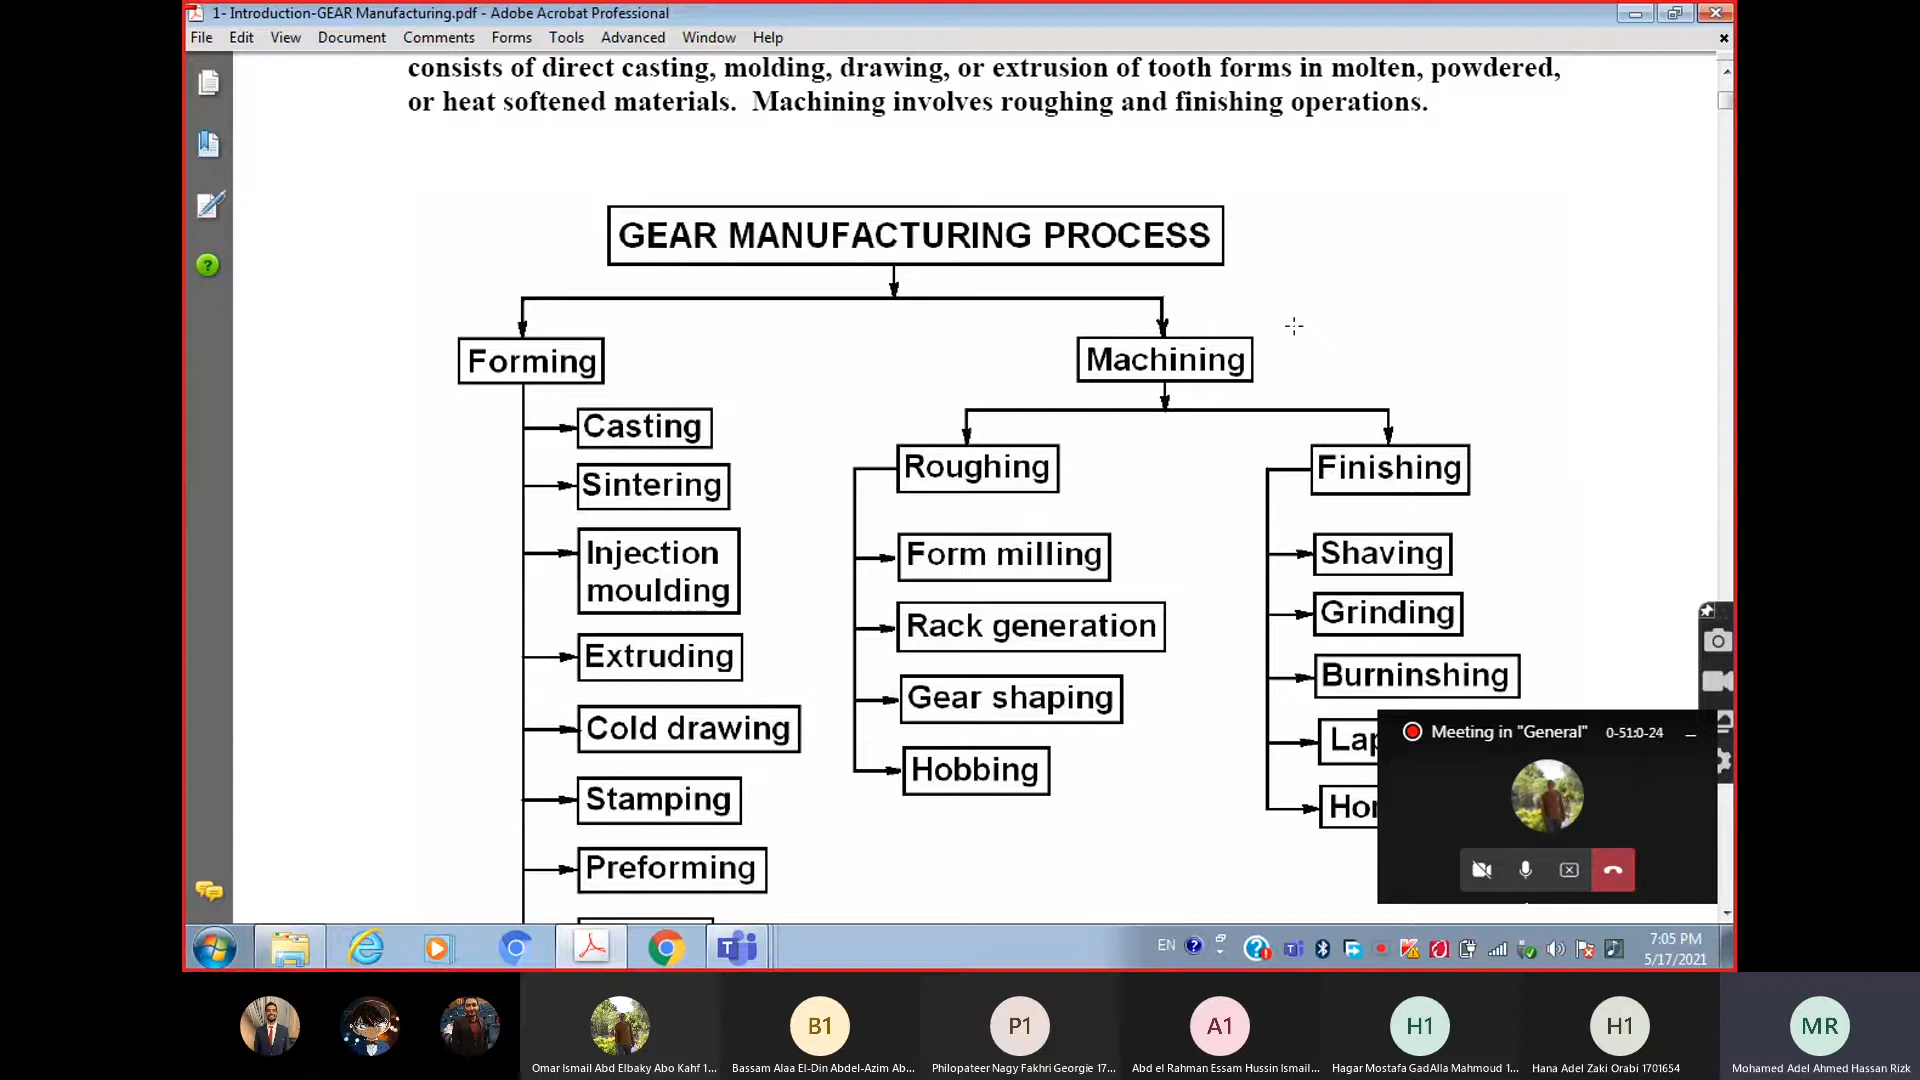 1- Introduction-GEAR Manufacturing.pdf - Adobe Acrobat Professional
File Edit View Document Comments Forms Tools Advanced Window Help
consists of direct casting, molding, drawing, or extrusion of tooth forms in molten, powdered,
or heat softened materials. Machining involves roughing and finishing operations.
GEAR MANUFACTURING PROCESS
Forming
Machining
Casting
Sintering
Injection
moulding
Extruding
Cold drawing
Stamping
Preforming
Roughing
Form milling
Rack generation
Gear shaping
Hobbing
Finishing
Shaving
Grinding
Burninshing
Lap
Hor
Meeting in "General" 0-51:0-24
EN
7:05 PM
5/17/2021
B1
P1
A1
H1
H1
MR
Omar Ismail Abd Elbaky Abo Kahf 1...
Bassam Alaa El-Din Abdel-Azim Ab...
Philopateer Nagy Fakhri Georgie 17...
Abd el Rahman Essam Hussin Ismail...
Hagar Mostafa GadAlla Mahmoud 1...
Hana Adel Zaki Orabi 1701654
Mohamed Adel Ahmed Hassan Rizk